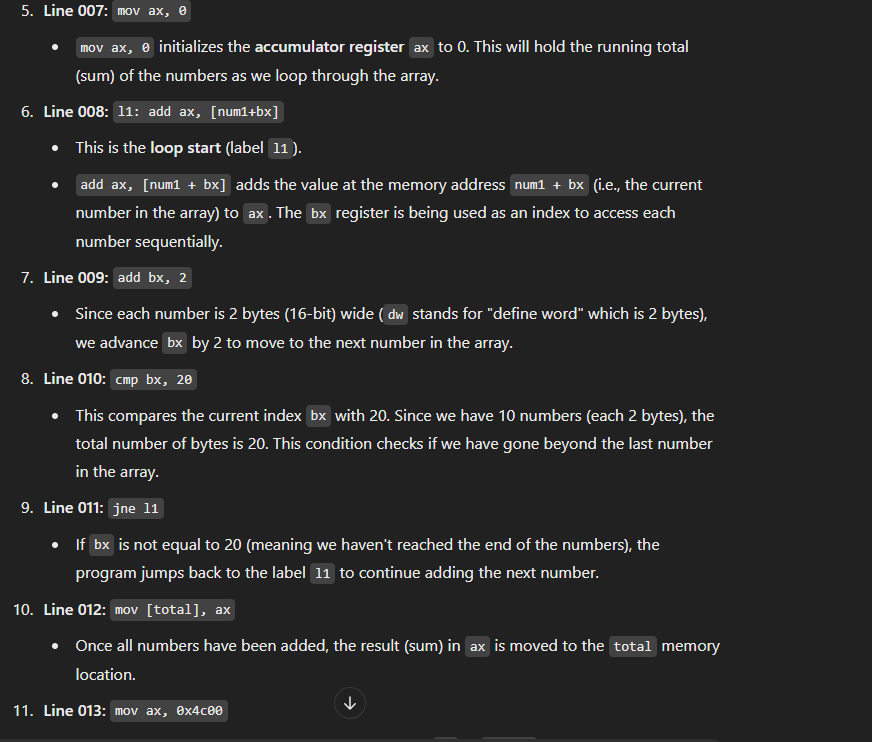 5. Line 007: mov ax, 0
• mov ax, 0 initializes the accumulator register ax to 0. This will hold the running total
(sum) of the numbers as we loop through the array.
6. Line 008: l1: add ax, [num1+bx]
• This is the loop start (label l1).
• add ax, [num1 + bx] adds the value at the memory address num1 + bx (i.e., the current
number in the array) to ax. The bx register is being used as an index to access each
number sequentially.
7. Line 009: add bx, 2
• Since each number is 2 bytes (16-bit) wide (dw stands for "define word" which is 2 bytes),
we advance bx by 2 to move to the next number in the array.
8. Line 010: cmp bx, 20
• This compares the current index bx with 20. Since we have 10 numbers (each 2 bytes), the
total number of bytes is 20. This condition checks if we have gone beyond the last number
in the array.
9. Line 011: jne l1
• If bx is not equal to 20 (meaning we haven't reached the end of the numbers), the
program jumps back to the label l1 to continue adding the next number.
10. Line 012: mov [total], ax
• Once all numbers have been added, the result (sum) in ax is moved to the total memory
location.
11. Line 013: mov ax, 0x4c00